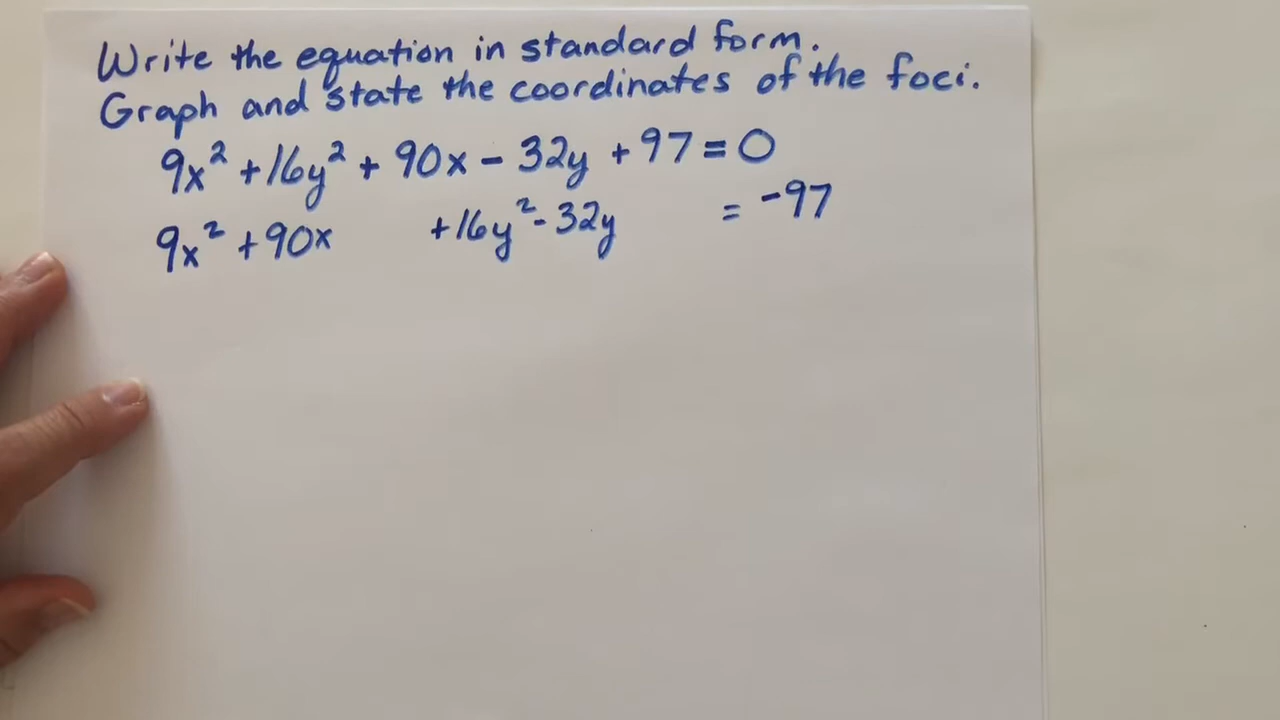 Write the equation in standard form.
Graph and state the coordinates of the foci.
9x² + 16y² + 90x - 32y + 97 = 0
9x² + 90x + 16y² - 32y = -97